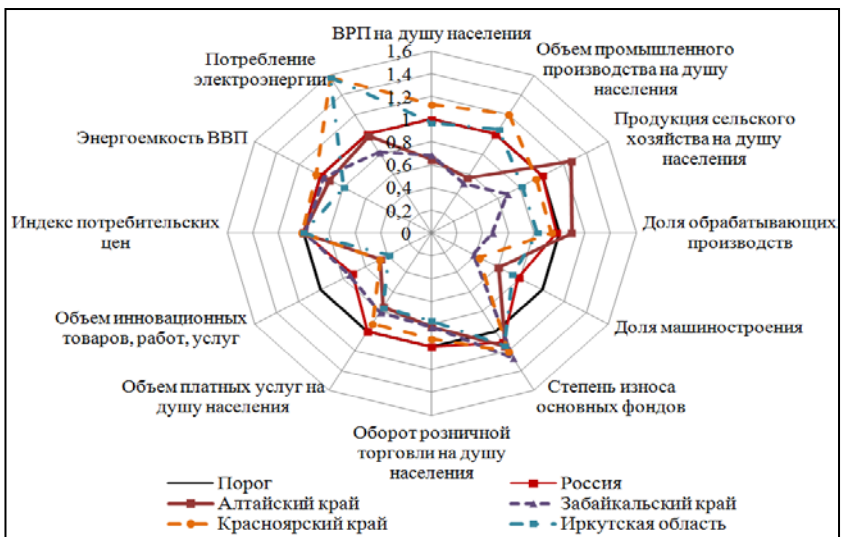 ВРП на душу населения
1,6
1,4
1,2
1
0,8
0,6
0,4
0,2
0
Объем промышленного
производства на душу
населения
Продукция сельского
хозяйства на душу
населения
Доля обрабатывающих
производств
Доля машиностроения
Степень износа
основных фондов
Оборот розничной
торговли на душу
населения
Объем платных услуг на
душу населения
Объем инновационных
товаров, работ, услуг
Индекс потребительских
цен
Энергоемкость ВВП
Потребление
электроэнергии
Порог
Россия
Алтайский край
Забайкальский край
Красноярский край
Иркутская область